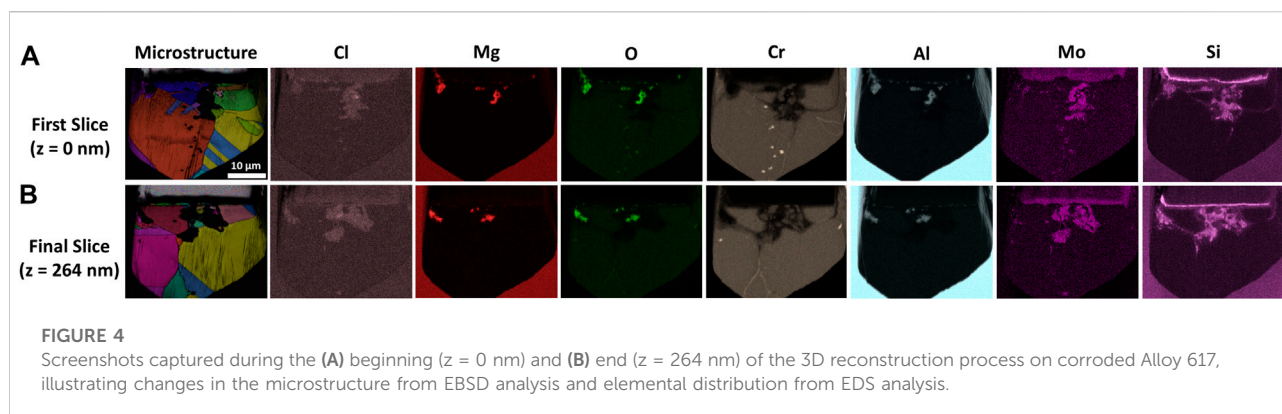 A
Microstructure Cl Mg O Cr Al Mo Si
First Slice
(z = 0 nm)
10 µm
B
Final Slice
(z = 264 nm)
FIGURE 4
Screenshots captured during the (A) beginning (z = 0 nm) and (B) end (z = 264 nm) of the 3D reconstruction process on corroded Alloy 617,
illustrating changes in the microstructure from EBSD analysis and elemental distribution from EDS analysis.